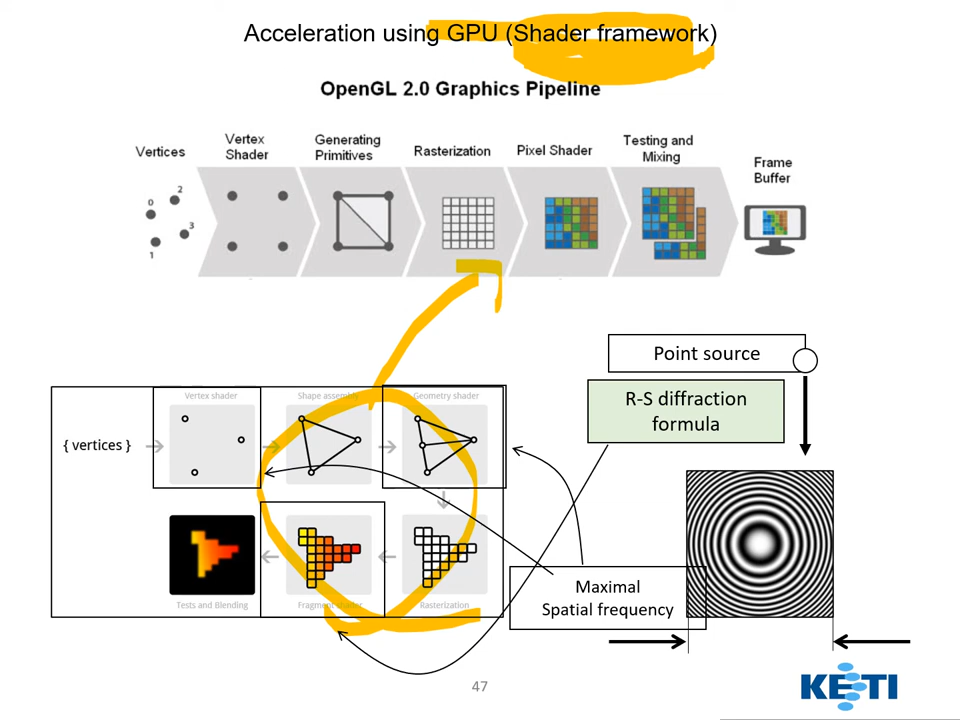 Acceleration using GPU (Shader framework)
OpenGL 2.0 Graphics Pipeline
Vertices
Vertex
Shader
Generating
Primitives
Rasterization
Pixel Shader
Testing and
Mixing
Frame
Buffer
0
2
3
1
Point source
R-S diffraction
formula
Vertex shader
Shape assembly
Geometry shader
{ vertices }
Tests and Blending
Fragment shader
Rasterization
Maximal
Spatial frequency
47
KETI